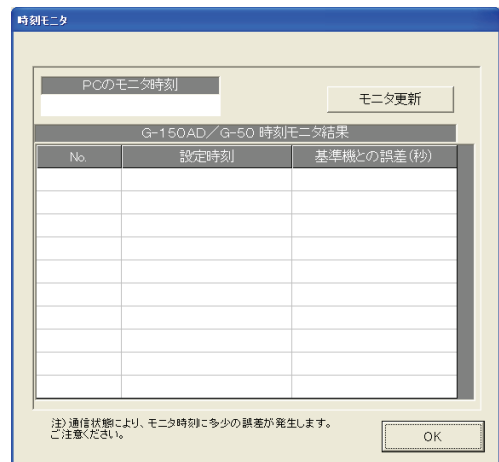 時刻モニタ
PCのモニタ時刻
モニタ更新
G-150AD／G-50 時刻モニタ結果
No. 設定時刻 基準機との誤差(秒)
注）通信状態により、モニタ時刻に多少の誤差が発生します。
ご注意ください。
OK